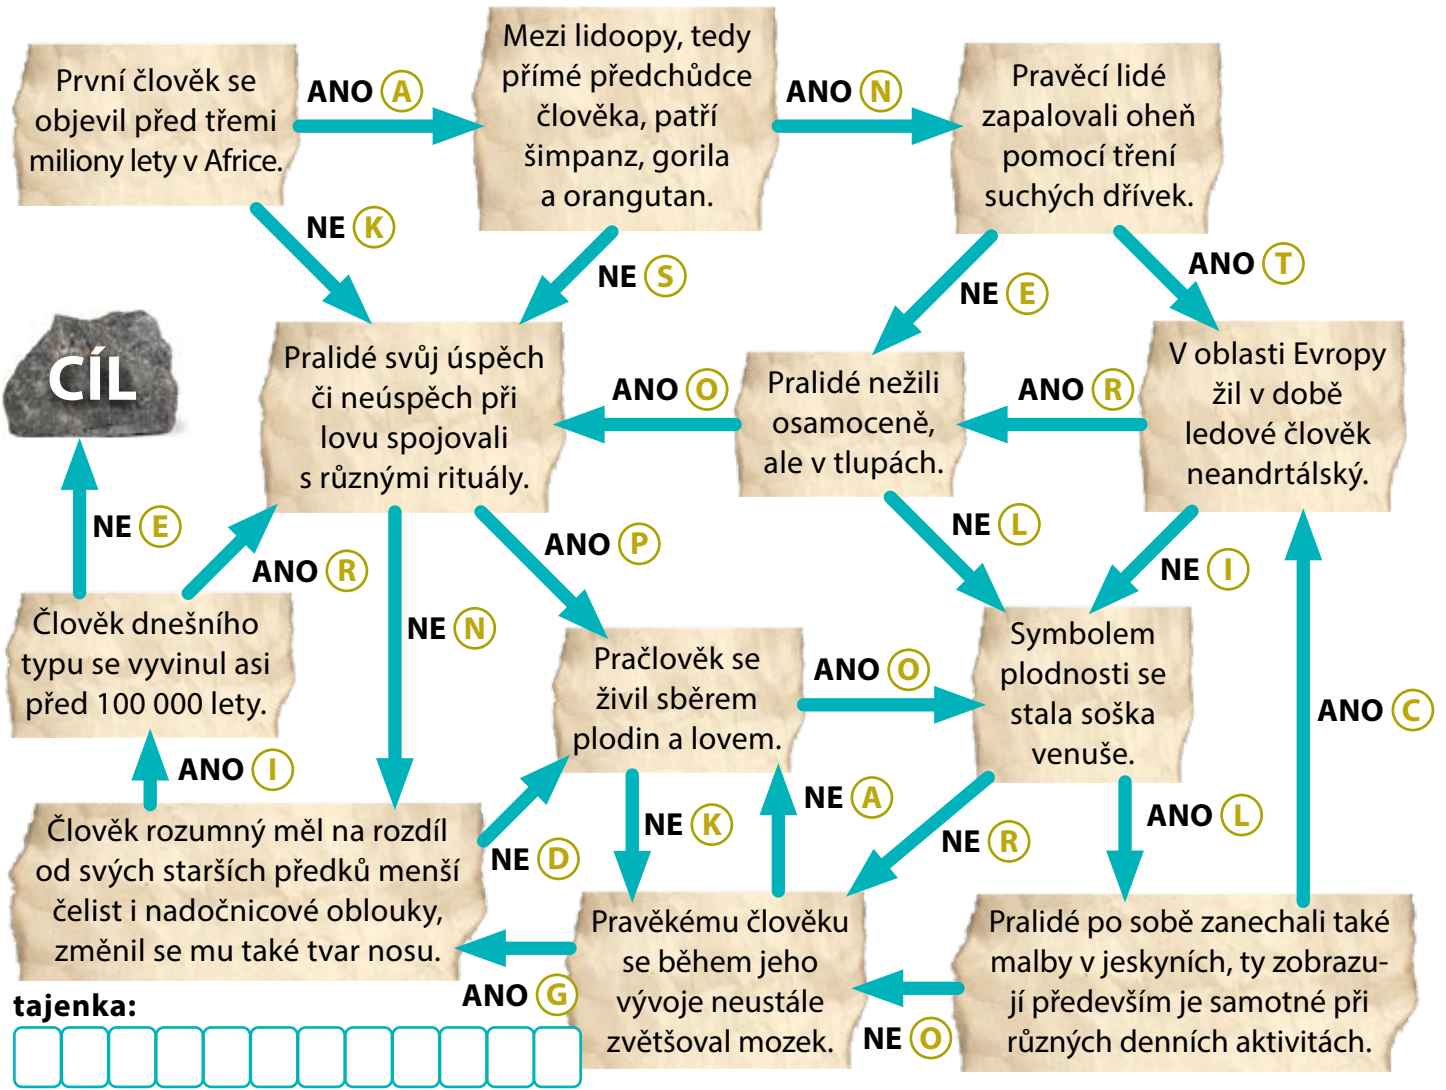 První člověk se
objevil před třemi
miliony lety v Africe.
ANO A
Mezi lidoopy, tedy
přímé předchůdce
člověka, patří
šimpanz, gorila
a orangutan.
ANO N
Pravěcí lidé
zapalovali oheň
pomocí tření
suchých dřívek.
NE K
NE S
NE E
ANO T
CÍL
Pralidé svůj úspěch
či neúspěch při
lovu spojovali
s různými rituály.
ANO O
Pralidé nežili
osamoceně,
ale v tlupách.
ANO R
V oblasti Evropy
žil v době
ledové člověk
neandrtálský.
NE E
ANO R
NE N
ANO P
NE L
NE I
Člověk dnešního
typu se vyvinul asi
před 100 000 lety.
Pračlověk se
živil sběrem
plodin a lovem.
ANO O
Symbolem
plodnosti se
stala soška
venuše.
ANO C
ANO I
NE D
NE K
NE A
NE R
ANO L
Člověk rozumný měl na rozdíl
od svých starších předků menší
čelist i nadočnicové oblouky,
změnil se mu také tvar nosu.
ANO G
Pravěkému člověku
se během jeho
vývoje neustále
zvětšoval mozek.
NE O
Pralidé po sobě zanechali také
malby v jeskyních, ty zobrazu-
jí především je samotné při
různých denních aktivitách.
tajenka: